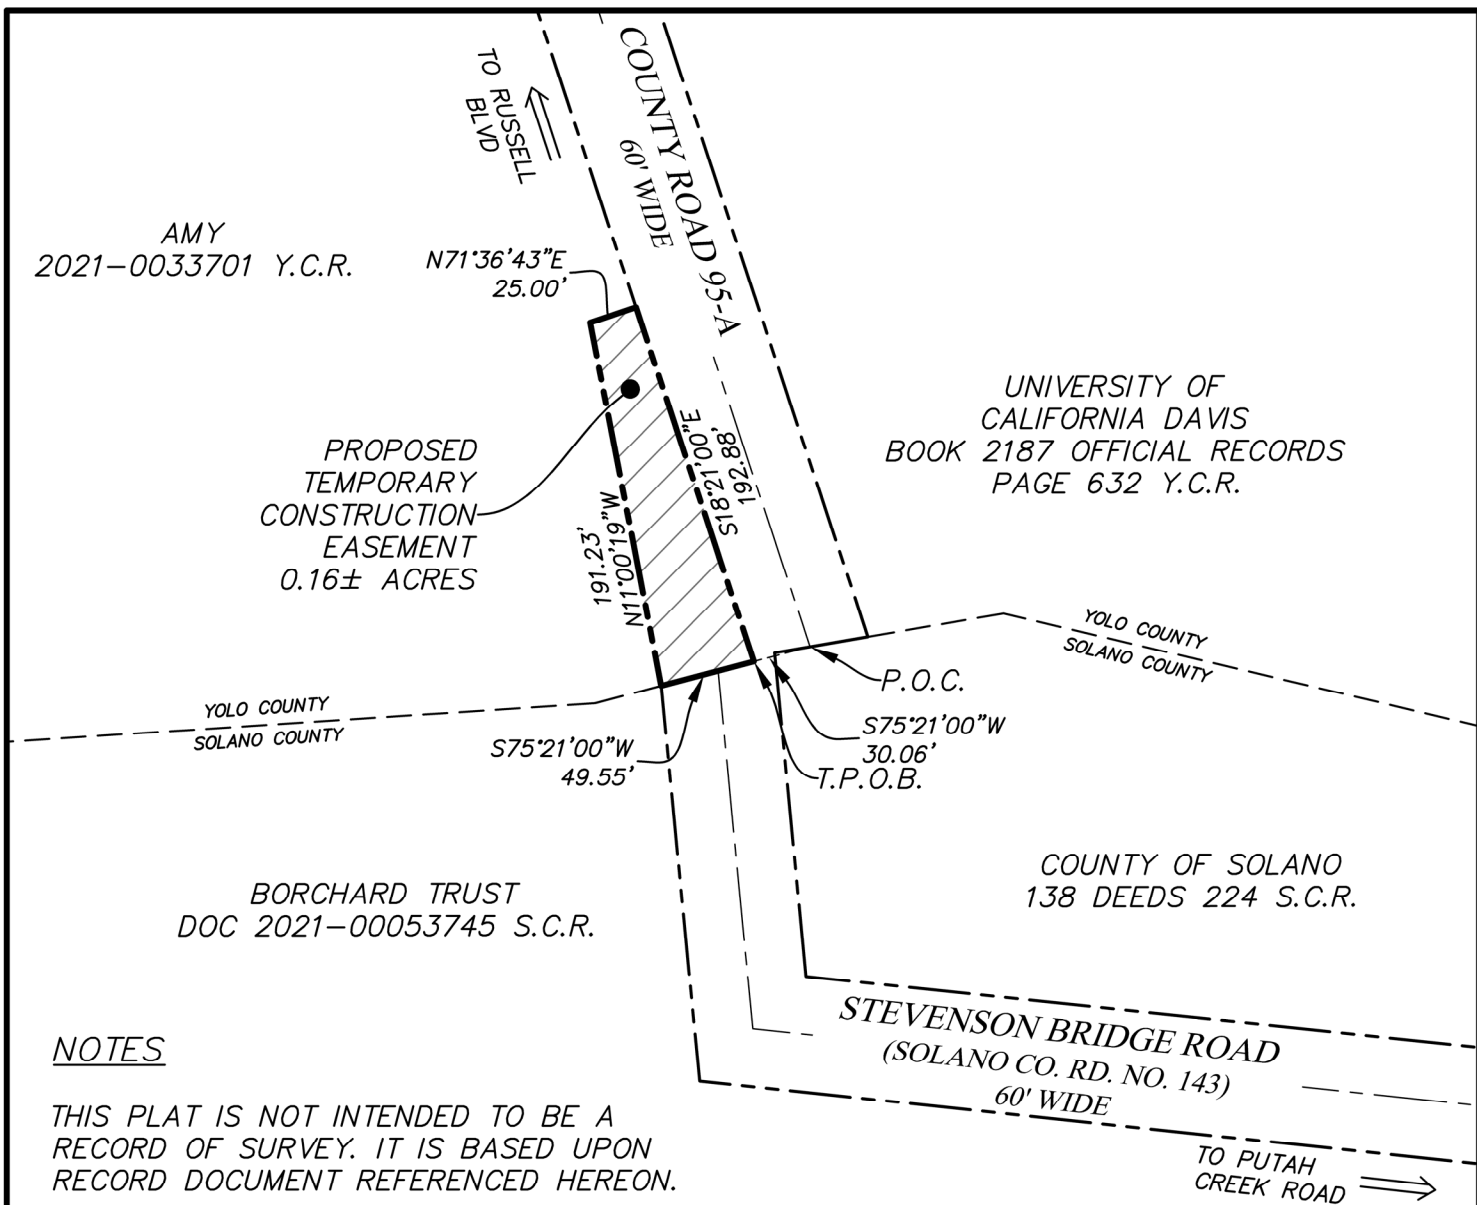 TO RUSSELL
BLVD
COUNTY ROAD 95-A
60' WIDE
AMY
2021-0033701 Y.C.R.
N71°36'43"E
25.00'
UNIVERSITY OF
CALIFORNIA DAVIS
BOOK 2187 OFFICIAL RECORDS
PAGE 632 Y.C.R.
PROPOSED
TEMPORARY
CONSTRUCTION
EASEMENT
0.16± ACRES
S18°21'00"E
192.88'
191.23'
N11°00'19"W
YOLO COUNTY
SOLANO COUNTY
P.O.C.
YOLO COUNTY
SOLANO COUNTY
S75°21'00"W
30.06'
S75°21'00"W
49.55'
T.P.O.B.
COUNTY OF SOLANO
138 DEEDS 224 S.C.R.
BORCHARD TRUST
DOC 2021-00053745 S.C.R.
STEVENSON BRIDGE ROAD
(SOLANO CO. RD. NO. 143)
60' WIDE
NOTES
THIS PLAT IS NOT INTENDED TO BE A
RECORD OF SURVEY. IT IS BASED UPON
RECORD DOCUMENT REFERENCED HEREON.
TO PUTAH
CREEK ROAD